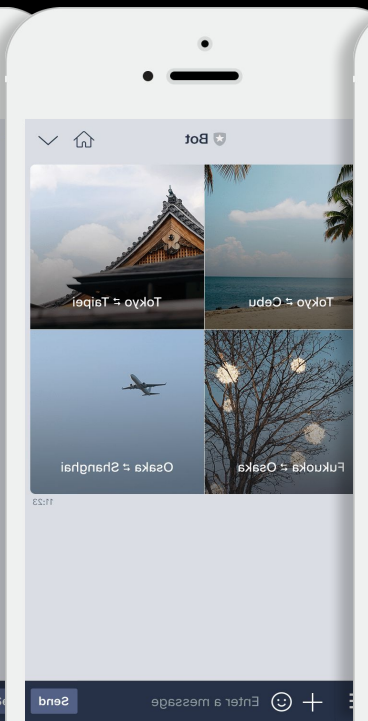 Bot
Tokyo ⇄ Cebu
Tokyo ⇄ Taipei
Fukuoka ⇄ Osaka
Osaka ⇄ Shanghai
11:23
Enter a message
Send